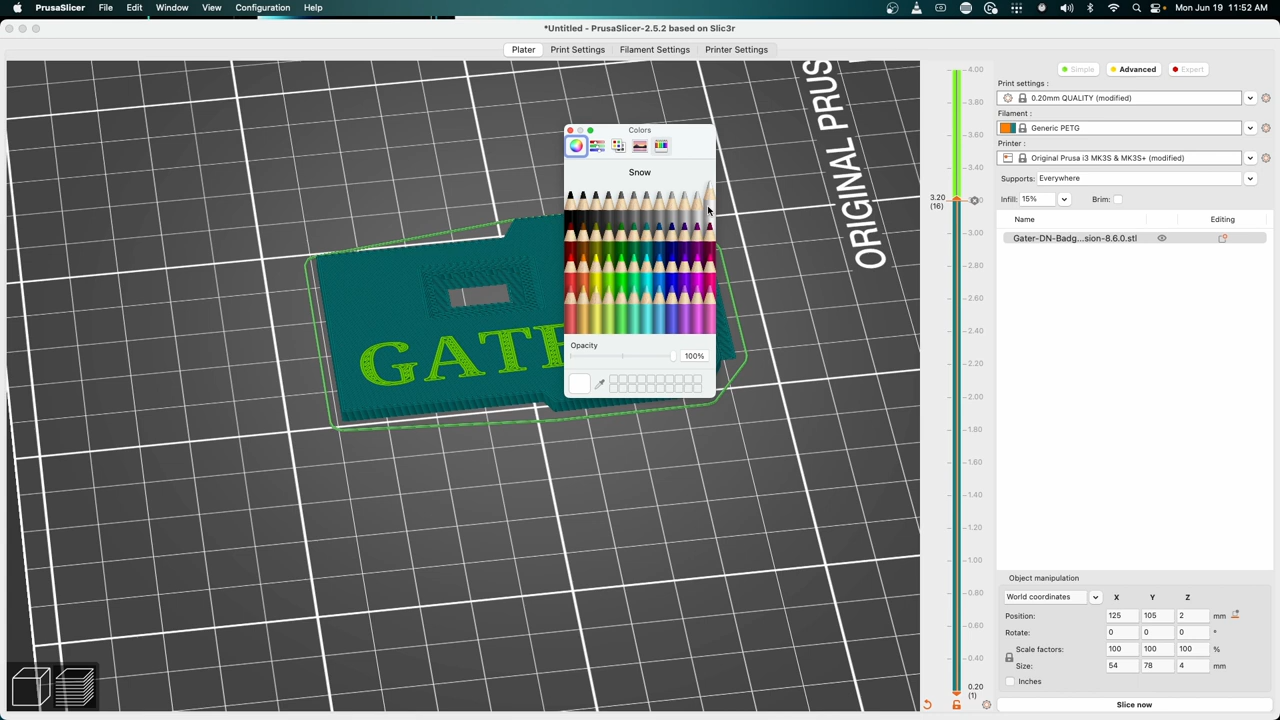 PrusaSlicer File Edit Window View Configuration Help Mon Jun 19 11:52 AM
*Untitled - PrusaSlicer-2.5.2 based on Slic3r
Plater Print Settings Filament Settings Printer Settings
ORIGINAL PRUS
GATE
Colors
Snow
Opacity
100%
4.00
3.80
3.60
3.40
3.20
(16)
3.00
2.80
2.60
2.40
2.20
2.00
1.80
1.60
1.40
1.20
1.00
0.80
0.60
0.40
0.20
(1)
Simple Advanced Expert
Print settings :
0.20mm QUALITY (modified)
Filament :
Generic PETG
Printer :
Original Prusa i3 MK3S & MK3S+ (modified)
Supports: Everywhere
Infill: 15% Brim:
Name Editing
Gater-DN-Badg...sion-8.6.0.stl
Object manipulation
World coordinates X Y Z
Position: 125 105 2 mm
Rotate: 0 0 0 °
Scale factors: 100 100 100 %
Size: 54 78 4 mm
Inches
Slice now